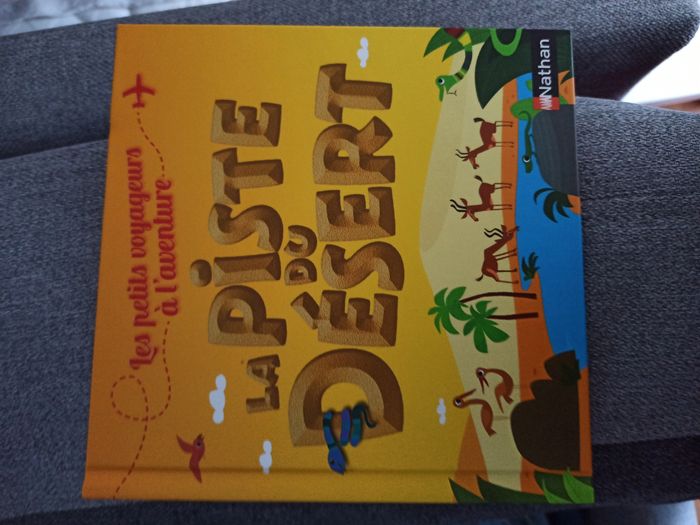 Les petits voyageurs
à l'aventure
LA
PISTE
DU
DÉSERT
Nathan